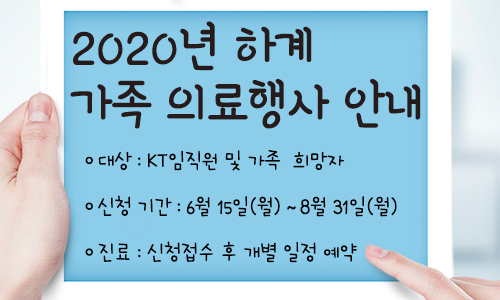 2020년 하계
가족 의료행사 안내
o 대상 : KT임직원 및 가족 희망자
o 신청 기간 : 6월 15일(월) ~ 8월 31일(월)
o 진료 : 신청접수 후 개별 일정 예약